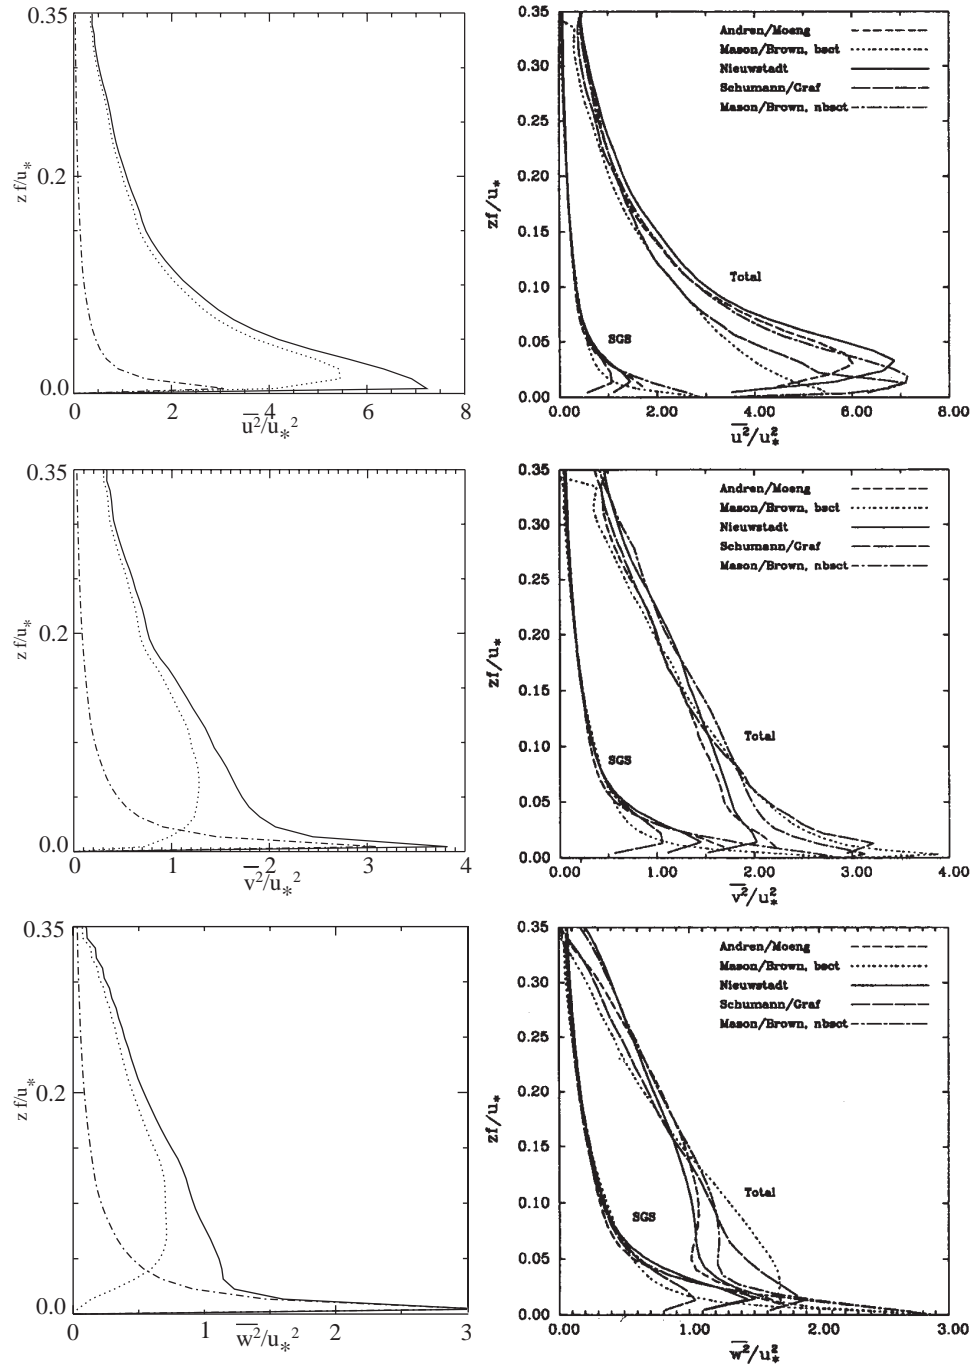 0.35
0.2
0.0
z f/u*
0 2 4 6 8
u²/u*²
0.35
0.30
0.25
0.20
0.15
0.10
0.05
0.00
zf/u*
Andren/Moeng
Mason/Brown, bsct
Nieuwstadt
Schumann/Graf
Mason/Brown, nbsct
Total
SGS
0.00 2.00 4.00 6.00 8.00
u²/u*²
0.35
0.2
0.0
z f/u*
0 1 2 3 4
v²/u*²
0.35
0.30
0.25
0.20
0.15
0.10
0.05
0.00
zf/u*
Andren/Moeng
Mason/Brown, bsct
Nieuwstadt
Schumann/Graf
Mason/Brown, nbsct
Total
SGS
0.00 1.00 2.00 3.00 4.00
v²/u*²
0.35
0.2
0.0
z f/u*
0 1 2 3
w²/u*²
0.35
0.30
0.25
0.20
0.15
0.10
0.05
0.00
zf/u*
Andren/Moeng
Mason/Brown, bsct
Nieuwstadt
Schumann/Graf
Mason/Brown, nbsct
Total
SGS
0.00 1.00 2.00 3.00
w²/u*²